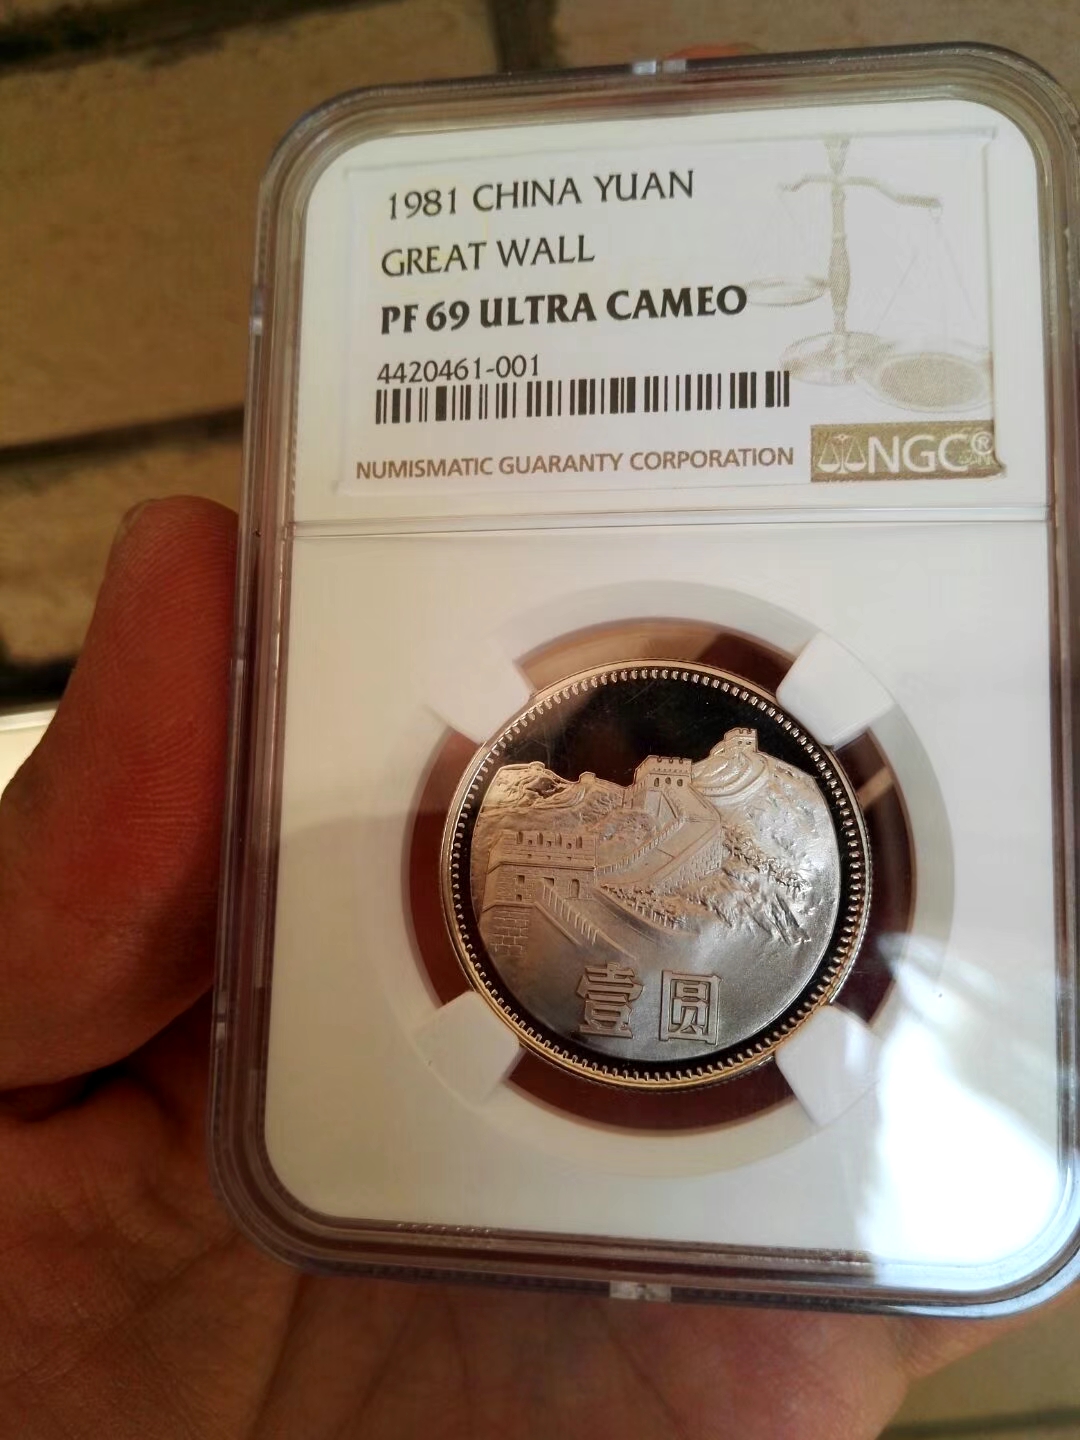 1981 CHINA YUAN
GREAT WALL
PF 69 ULTRA CAMEO
4420461-001
NUMISMATIC GUARANTY CORPORATION
NGC®
壹圆